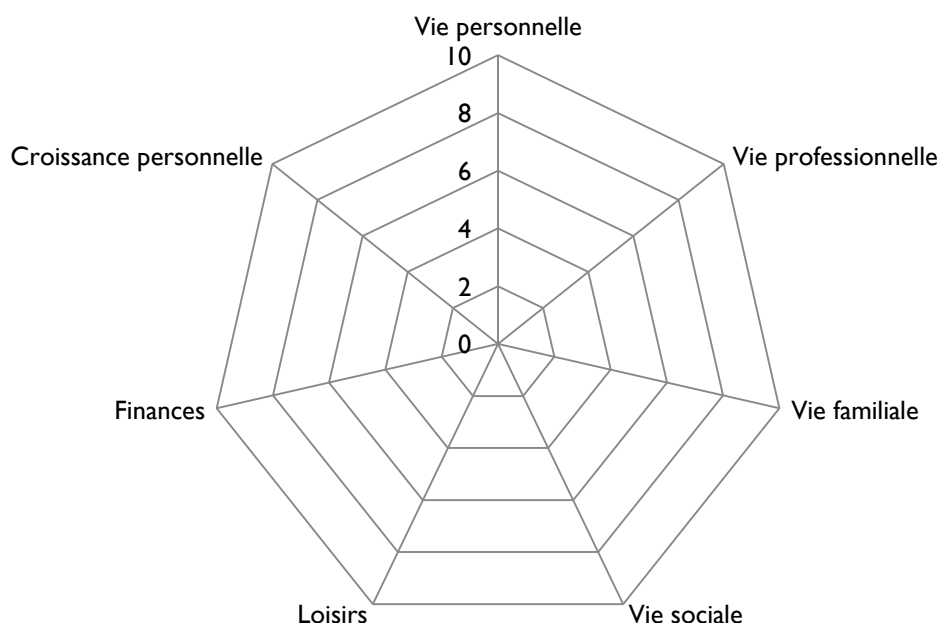 Vie personnelle
10
8
Croissance personnelle
Vie professionnelle
6
4
2
0
Finances
Vie familiale
Loisirs
Vie sociale